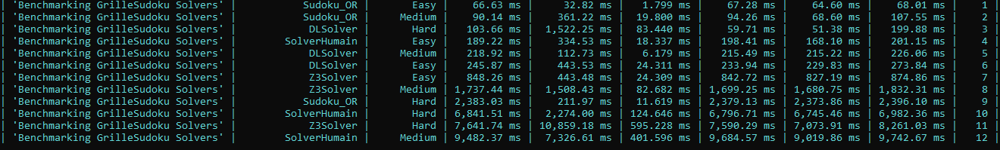 | 'Benchmarking GrilleSudoku Solvers' | Sudoku_OR | Easy | 66.63 ms | 32.82 ms | 1.799 ms | 67.28 ms | 64.60 ms | 68.01 ms | 1 |
| 'Benchmarking GrilleSudoku Solvers' | Sudoku_OR | Medium | 90.14 ms | 361.22 ms | 19.800 ms | 94.26 ms | 68.60 ms | 107.55 ms | 2 |
| 'Benchmarking GrilleSudoku Solvers' | DLSolver | Hard | 103.66 ms | 1,522.25 ms | 83.440 ms | 59.71 ms | 51.38 ms | 199.88 ms | 3 |
| 'Benchmarking GrilleSudoku Solvers' | SolverHumain | Easy | 189.22 ms | 334.53 ms | 18.337 ms | 198.41 ms | 168.10 ms | 201.15 ms | 4 |
| 'Benchmarking GrilleSudoku Solvers' | DLSolver | Medium | 218.92 ms | 112.73 ms | 6.179 ms | 215.49 ms | 215.22 ms | 226.06 ms | 5 |
| 'Benchmarking GrilleSudoku Solvers' | DLSolver | Easy | 245.87 ms | 443.53 ms | 24.311 ms | 233.94 ms | 229.83 ms | 273.84 ms | 6 |
| 'Benchmarking GrilleSudoku Solvers' | Z3Solver | Easy | 848.26 ms | 443.48 ms | 24.309 ms | 842.72 ms | 827.19 ms | 874.86 ms | 7 |
| 'Benchmarking GrilleSudoku Solvers' | Z3Solver | Medium | 1,737.44 ms | 1,508.43 ms | 82.682 ms | 1,699.25 ms | 1,680.75 ms | 1,832.31 ms | 8 |
| 'Benchmarking GrilleSudoku Solvers' | Sudoku_OR | Hard | 2,383.03 ms | 211.97 ms | 11.619 ms | 2,379.13 ms | 2,373.86 ms | 2,396.10 ms | 9 |
| 'Benchmarking GrilleSudoku Solvers' | SolverHumain | Hard | 6,841.51 ms | 2,274.00 ms | 124.646 ms | 6,796.71 ms | 6,745.46 ms | 6,982.36 ms | 10 |
| 'Benchmarking GrilleSudoku Solvers' | Z3Solver | Hard | 7,641.74 ms | 10,859.18 ms | 595.228 ms | 7,590.29 ms | 7,073.91 ms | 8,261.03 ms | 11 |
| 'Benchmarking GrilleSudoku Solvers' | SolverHumain | Medium | 9,482.37 ms | 7,326.61 ms | 401.596 ms | 9,684.57 ms | 9,019.86 ms | 9,742.67 ms | 12 |